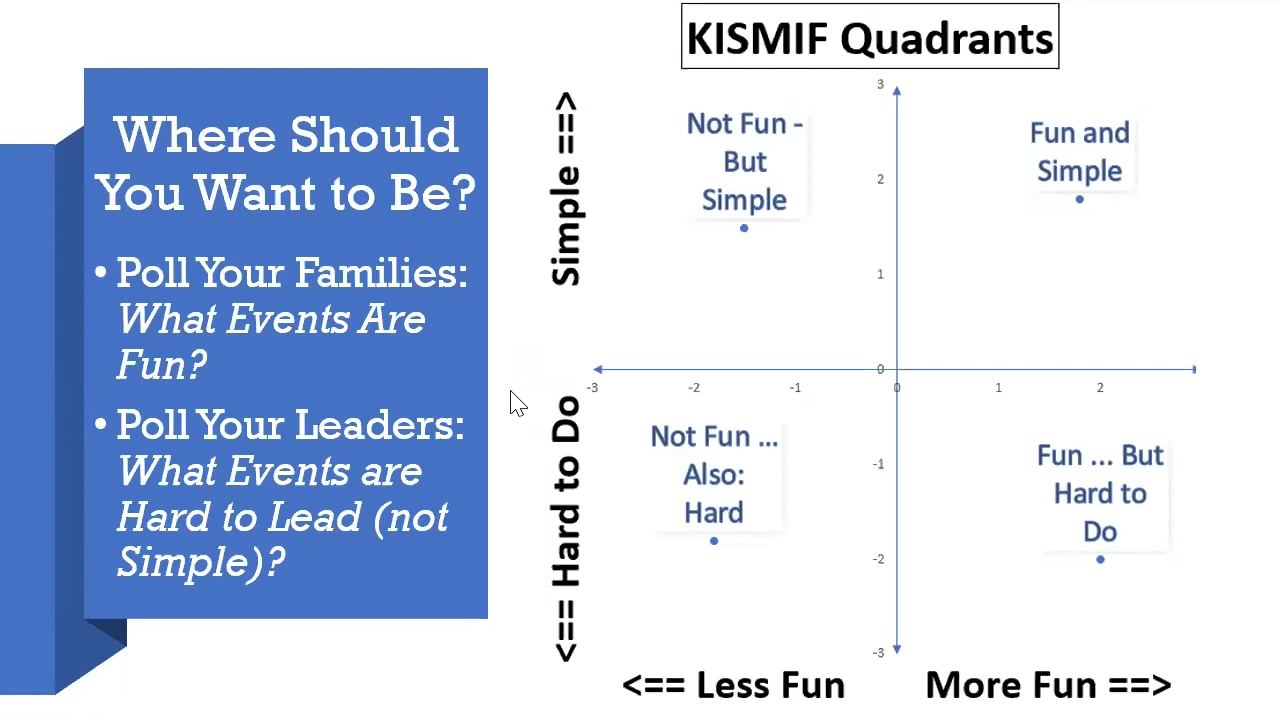 KISMIF Quadrants
Where Should
You Want to Be?
• Poll Your Families:
What Events Are
Fun?
• Poll Your Leaders:
What Events are
Hard to Lead (not
Simple)?
Simple ==>
<== Hard to Do
3
2
1
0
-1
-2
-3
-3
-2
-1
0
1
2
Not Fun -
But
Simple
Fun and
Simple
Not Fun ...
Also:
Hard
Fun ... But
Hard to
Do
<== Less Fun
More Fun ==>